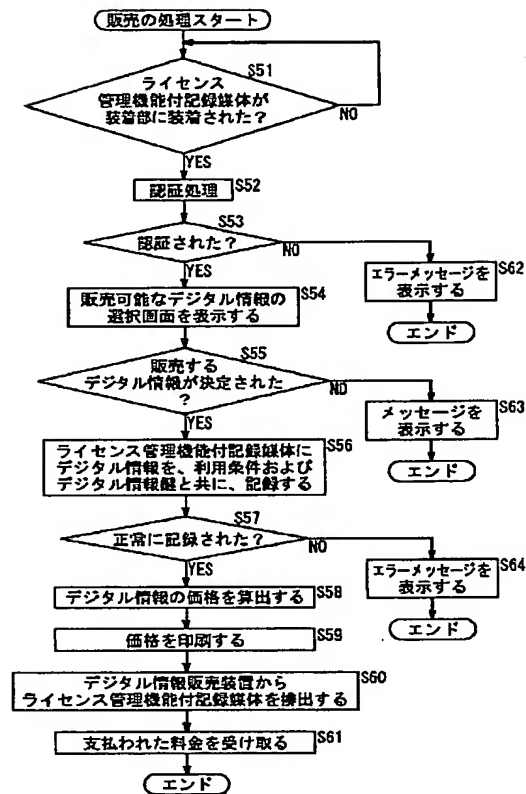 販売の処理スタート
S51
ライセンス
管理機能付記録媒体が
装着部に装着された?
NO
YES
認証処理
S52
S53
認証された?
NO
YES
S62
エラーメッセージを
表示する
エンド
S54
販売可能なデジタル情報の
選択画面を表示する
S55
販売する
デジタル情報が決定された
?
NO
YES
S63
メッセージを
表示する
エンド
S56
ライセンス管理機能付記録媒体に
デジタル情報を、利用条件および
デジタル情報鍵と共に、記録する
S57
正常に記録された?
NO
YES
S64
エラーメッセージを
表示する
エンド
S58
デジタル情報の価格を算出する
S59
価格を印刷する
S60
デジタル情報販売装置から
ライセンス管理機能付記録媒体を排出する
S61
支払われた料金を受け取る
エンド